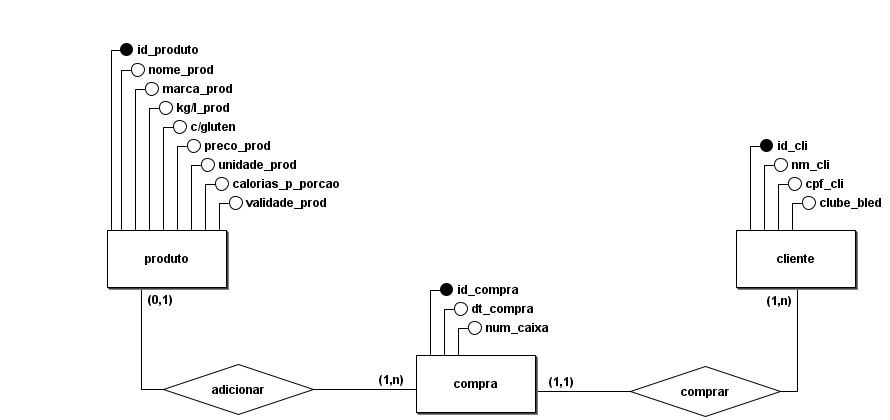 id_produto
nome_prod
marca_prod
kg/l_prod
c/gluten
preco_prod
unidade_prod
calorias_p_porcao
validade_prod
produto
(0,1)
id_cli
nm_cli
cpf_cli
clube_bled
cliente
(1,n)
id_compra
dt_compra
num_caixa
adicionar
(1,n)
compra
(1,1)
comprar